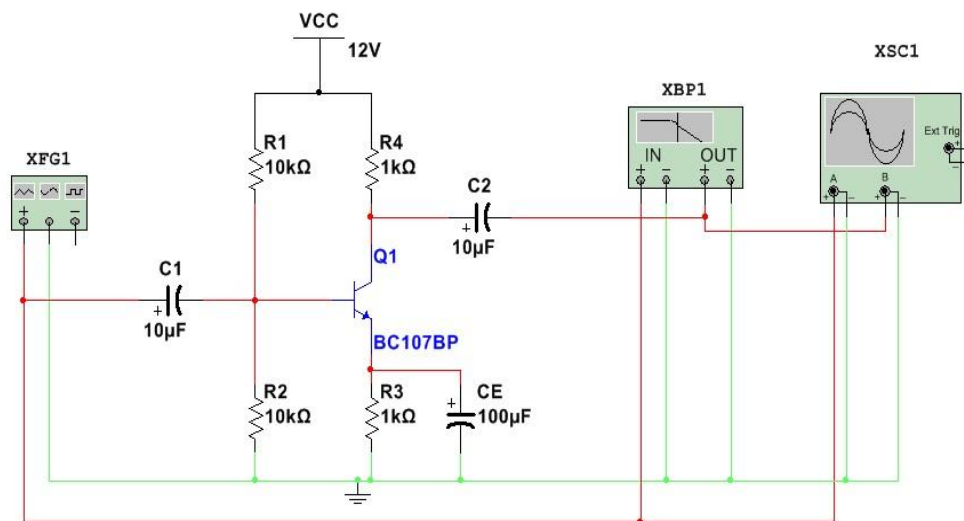 VCC
12V
XSC1
XBP1
Ext Trig
+
−
R1
10kΩ
R4
1kΩ
IN
OUT
+
−
+
−
A
B
+
−
+
−
XFG1
+
−
C2
+
10µF
Q1
C1
+
10µF
BC107BP
R2
10kΩ
R3
1kΩ
+
CE
100µF